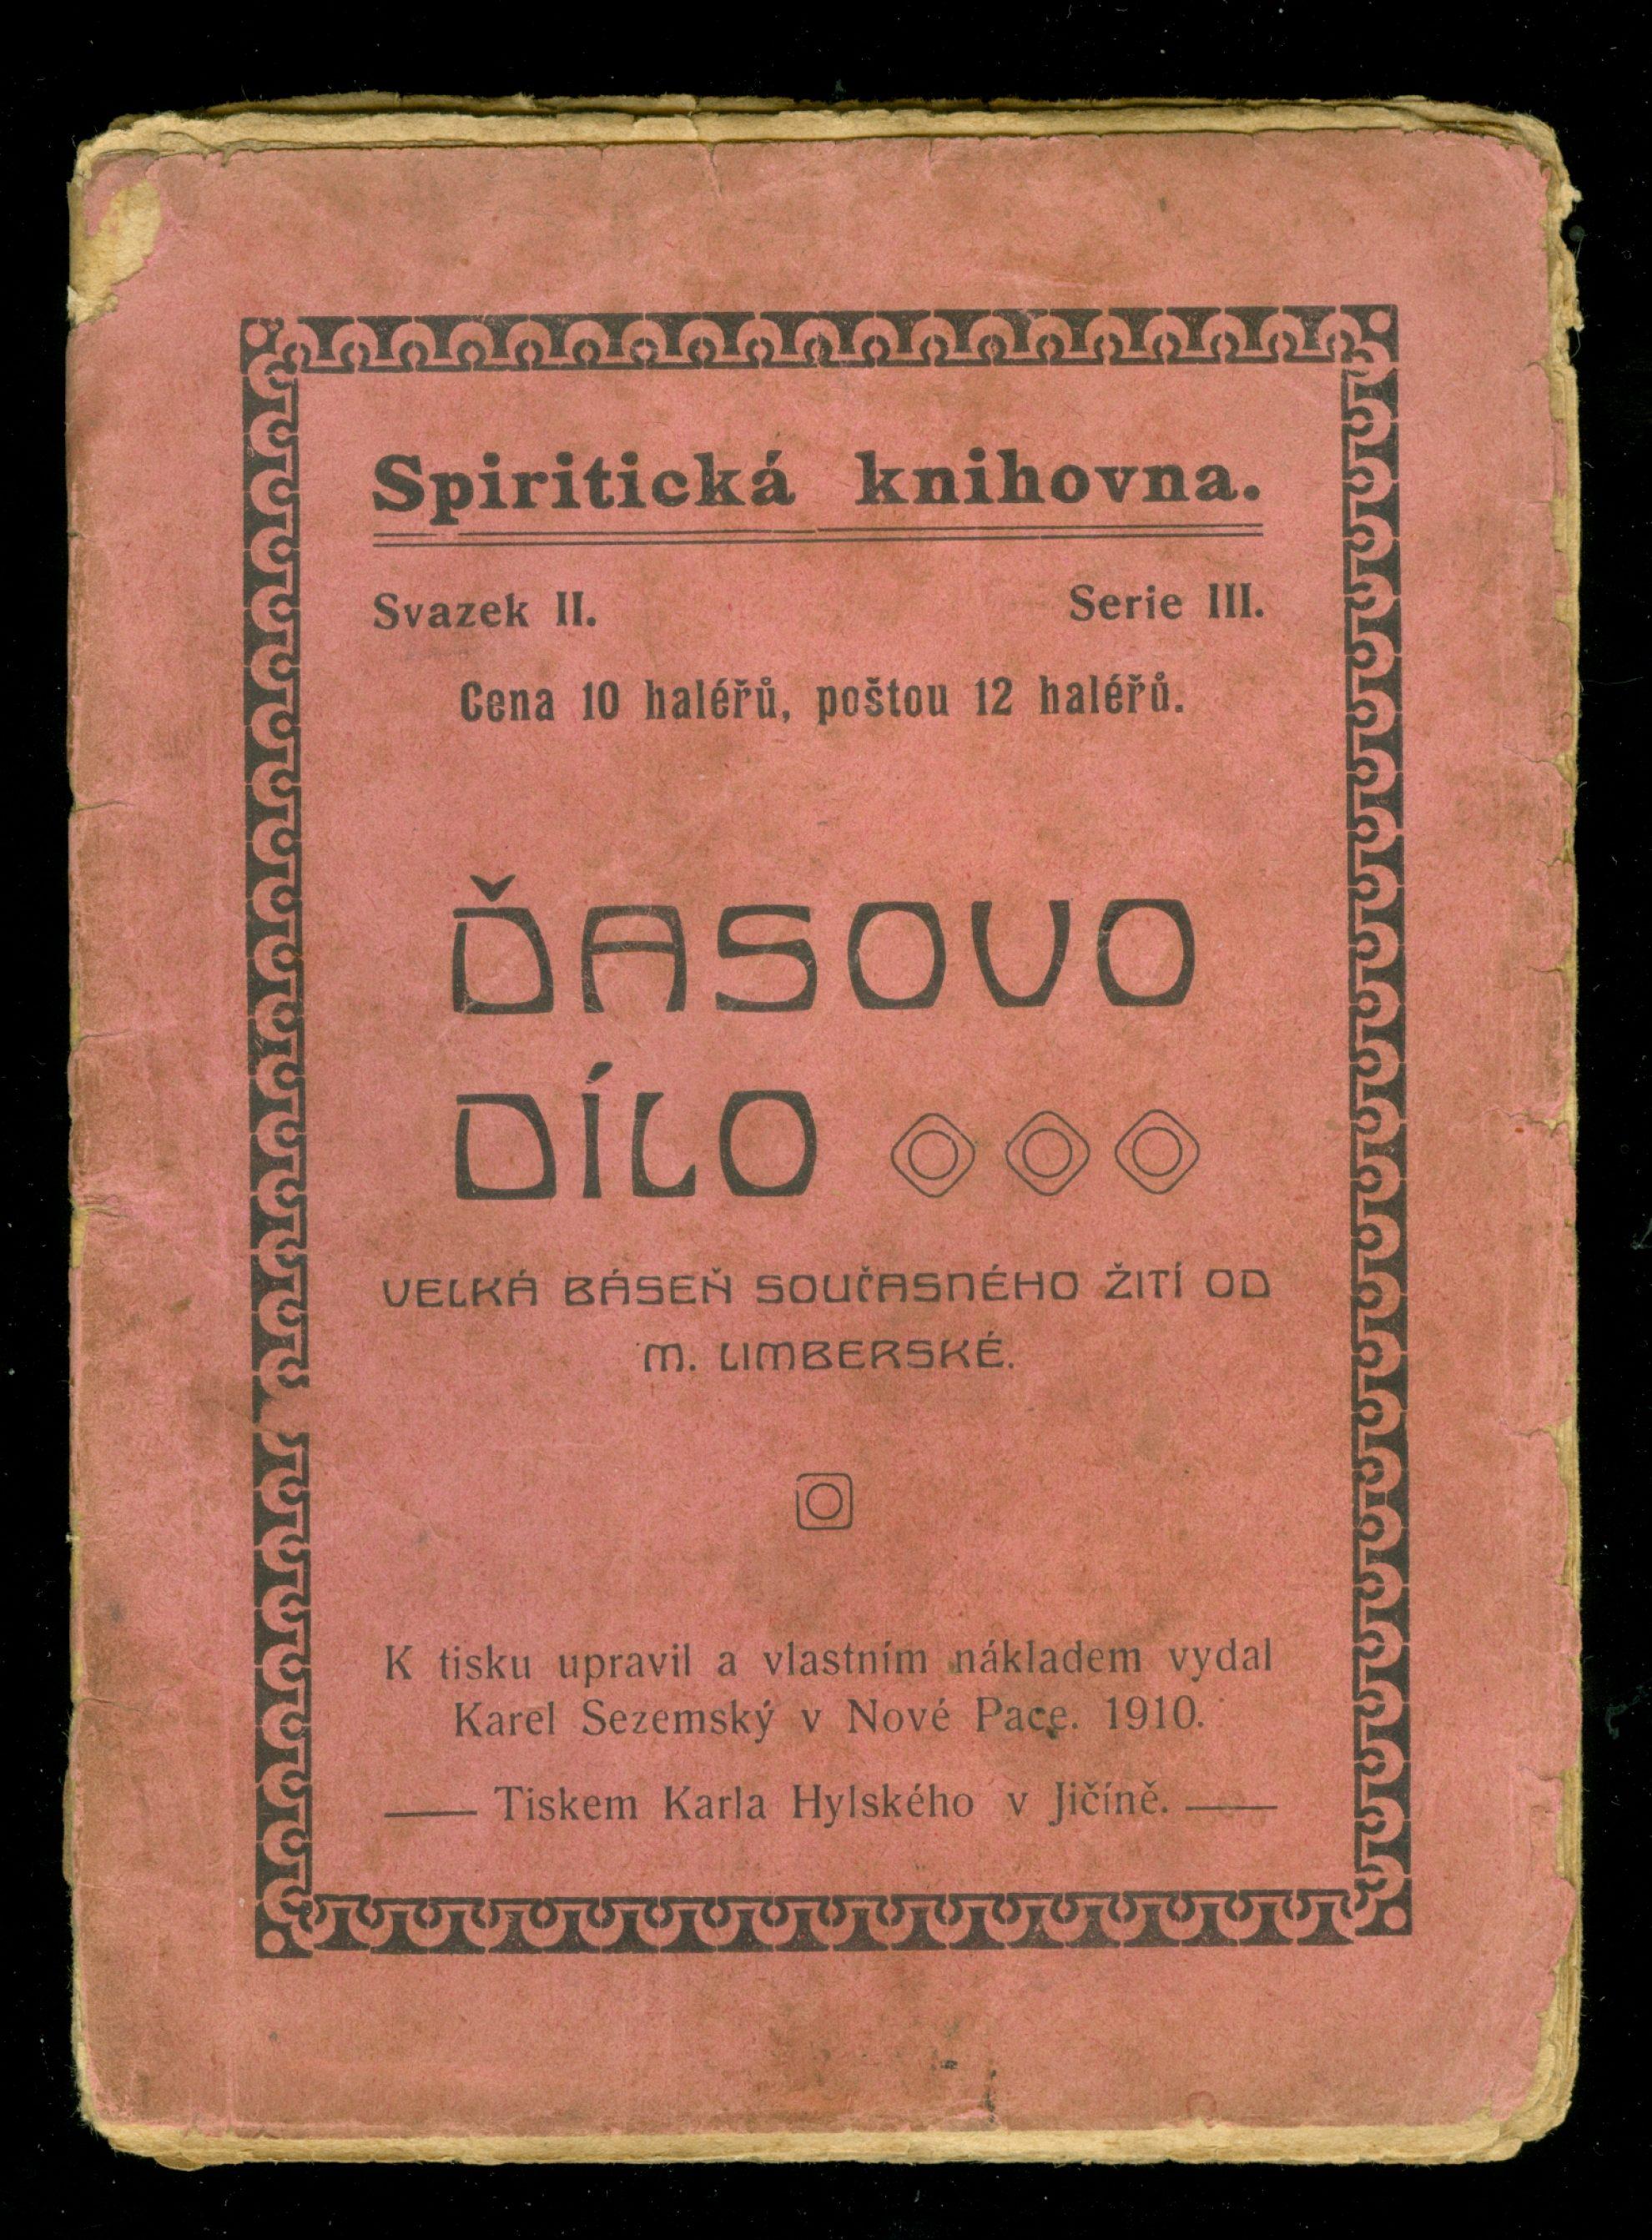 Spiritická knihovna.
Svazek II. Serie III.
Cena 10 haléřů, poštou 12 haléřů.
ĎASOVO
DÍLO
VELKÁ BÁSEŇ SOUČASNÉHO ŽITÍ OD
M. LIMBERSKÉ.
K tisku upravil a vlastním nákladem vydal
Karel Sezemský v Nové Pace. 1910.
Tiskem Karla Hylského v Jičíně.